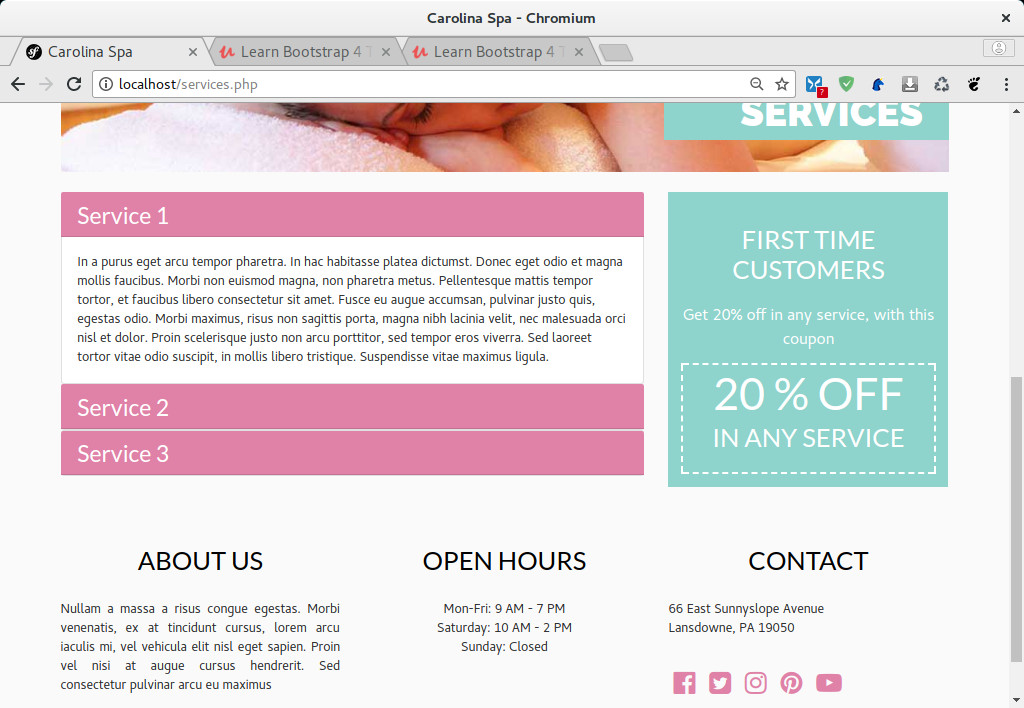 Carolina Spa - Chromium
Carolina Spa
Learn Bootstrap 4 T
Learn Bootstrap 4 T
localhost/services.php
?
SERVICES
Service 1
In a purus eget arcu tempor pharetra. In hac habitasse platea dictumst. Donec eget odio et magna
mollis faucibus. Morbi non euismod magna, non pharetra metus. Pellentesque mattis tempor
tortor, et faucibus libero consectetur sit amet. Fusce eu augue accumsan, pulvinar justo quis,
egestas odio. Morbi maximus, risus non sagittis porta, magna nibh lacinia velit, nec malesuada orci
nisl et dolor. Proin scelerisque justo non arcu porttitor, sed tempor eros viverra. Sed laoreet
tortor vitae odio suscipit, in mollis libero tristique. Suspendisse vitae maximus ligula.
Service 2
Service 3
FIRST TIME
CUSTOMERS
Get 20% off in any service, with this
coupon
20 % OFF
IN ANY SERVICE
ABOUT US
Nullam a massa a risus congue egestas. Morbi
venenatis, ex at tincidunt cursus, lorem arcu
iaculis mi, vel vehicula elit nisl eget sapien. Proin
vel nisi at augue cursus hendrerit. Sed
consectetur pulvinar arcu eu maximus
OPEN HOURS
Mon-Fri: 9 AM - 7 PM
Saturday: 10 AM - 2 PM
Sunday: Closed
CONTACT
66 East Sunnyslope Avenue
Lansdowne, PA 19050